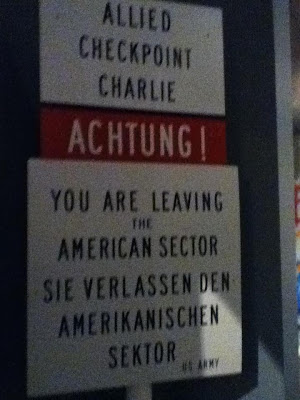 ALLIED
CHECKPOINT
CHARLIE
ACHTUNG!
YOU ARE LEAVING
THE
AMERICAN SECTOR
SIE VERLASSEN DEN
AMERIKANISCHEN
SEKTOR
US ARMY